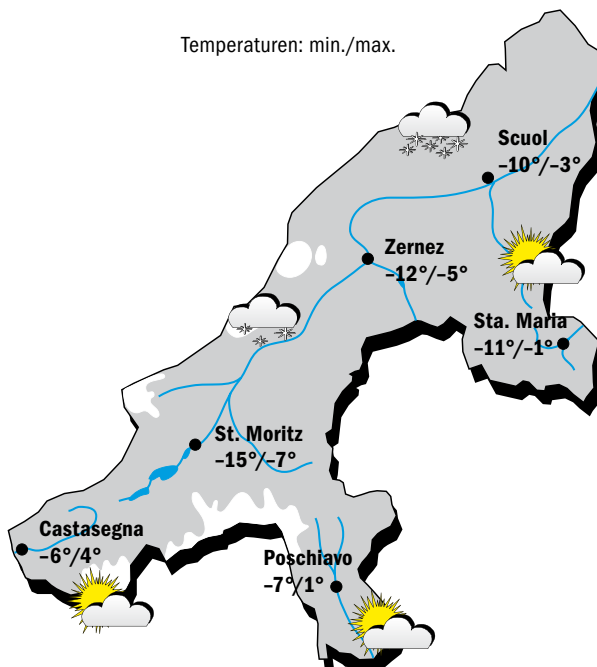 Temperaturen: min./max.
Scuol
–10°/–3°
Zernez
–12°/–5°
Sta. Maria
–11°/–1°
St. Moritz
–15°/–7°
Castasegna
–6°/4°
Poschiavo
–7°/1°